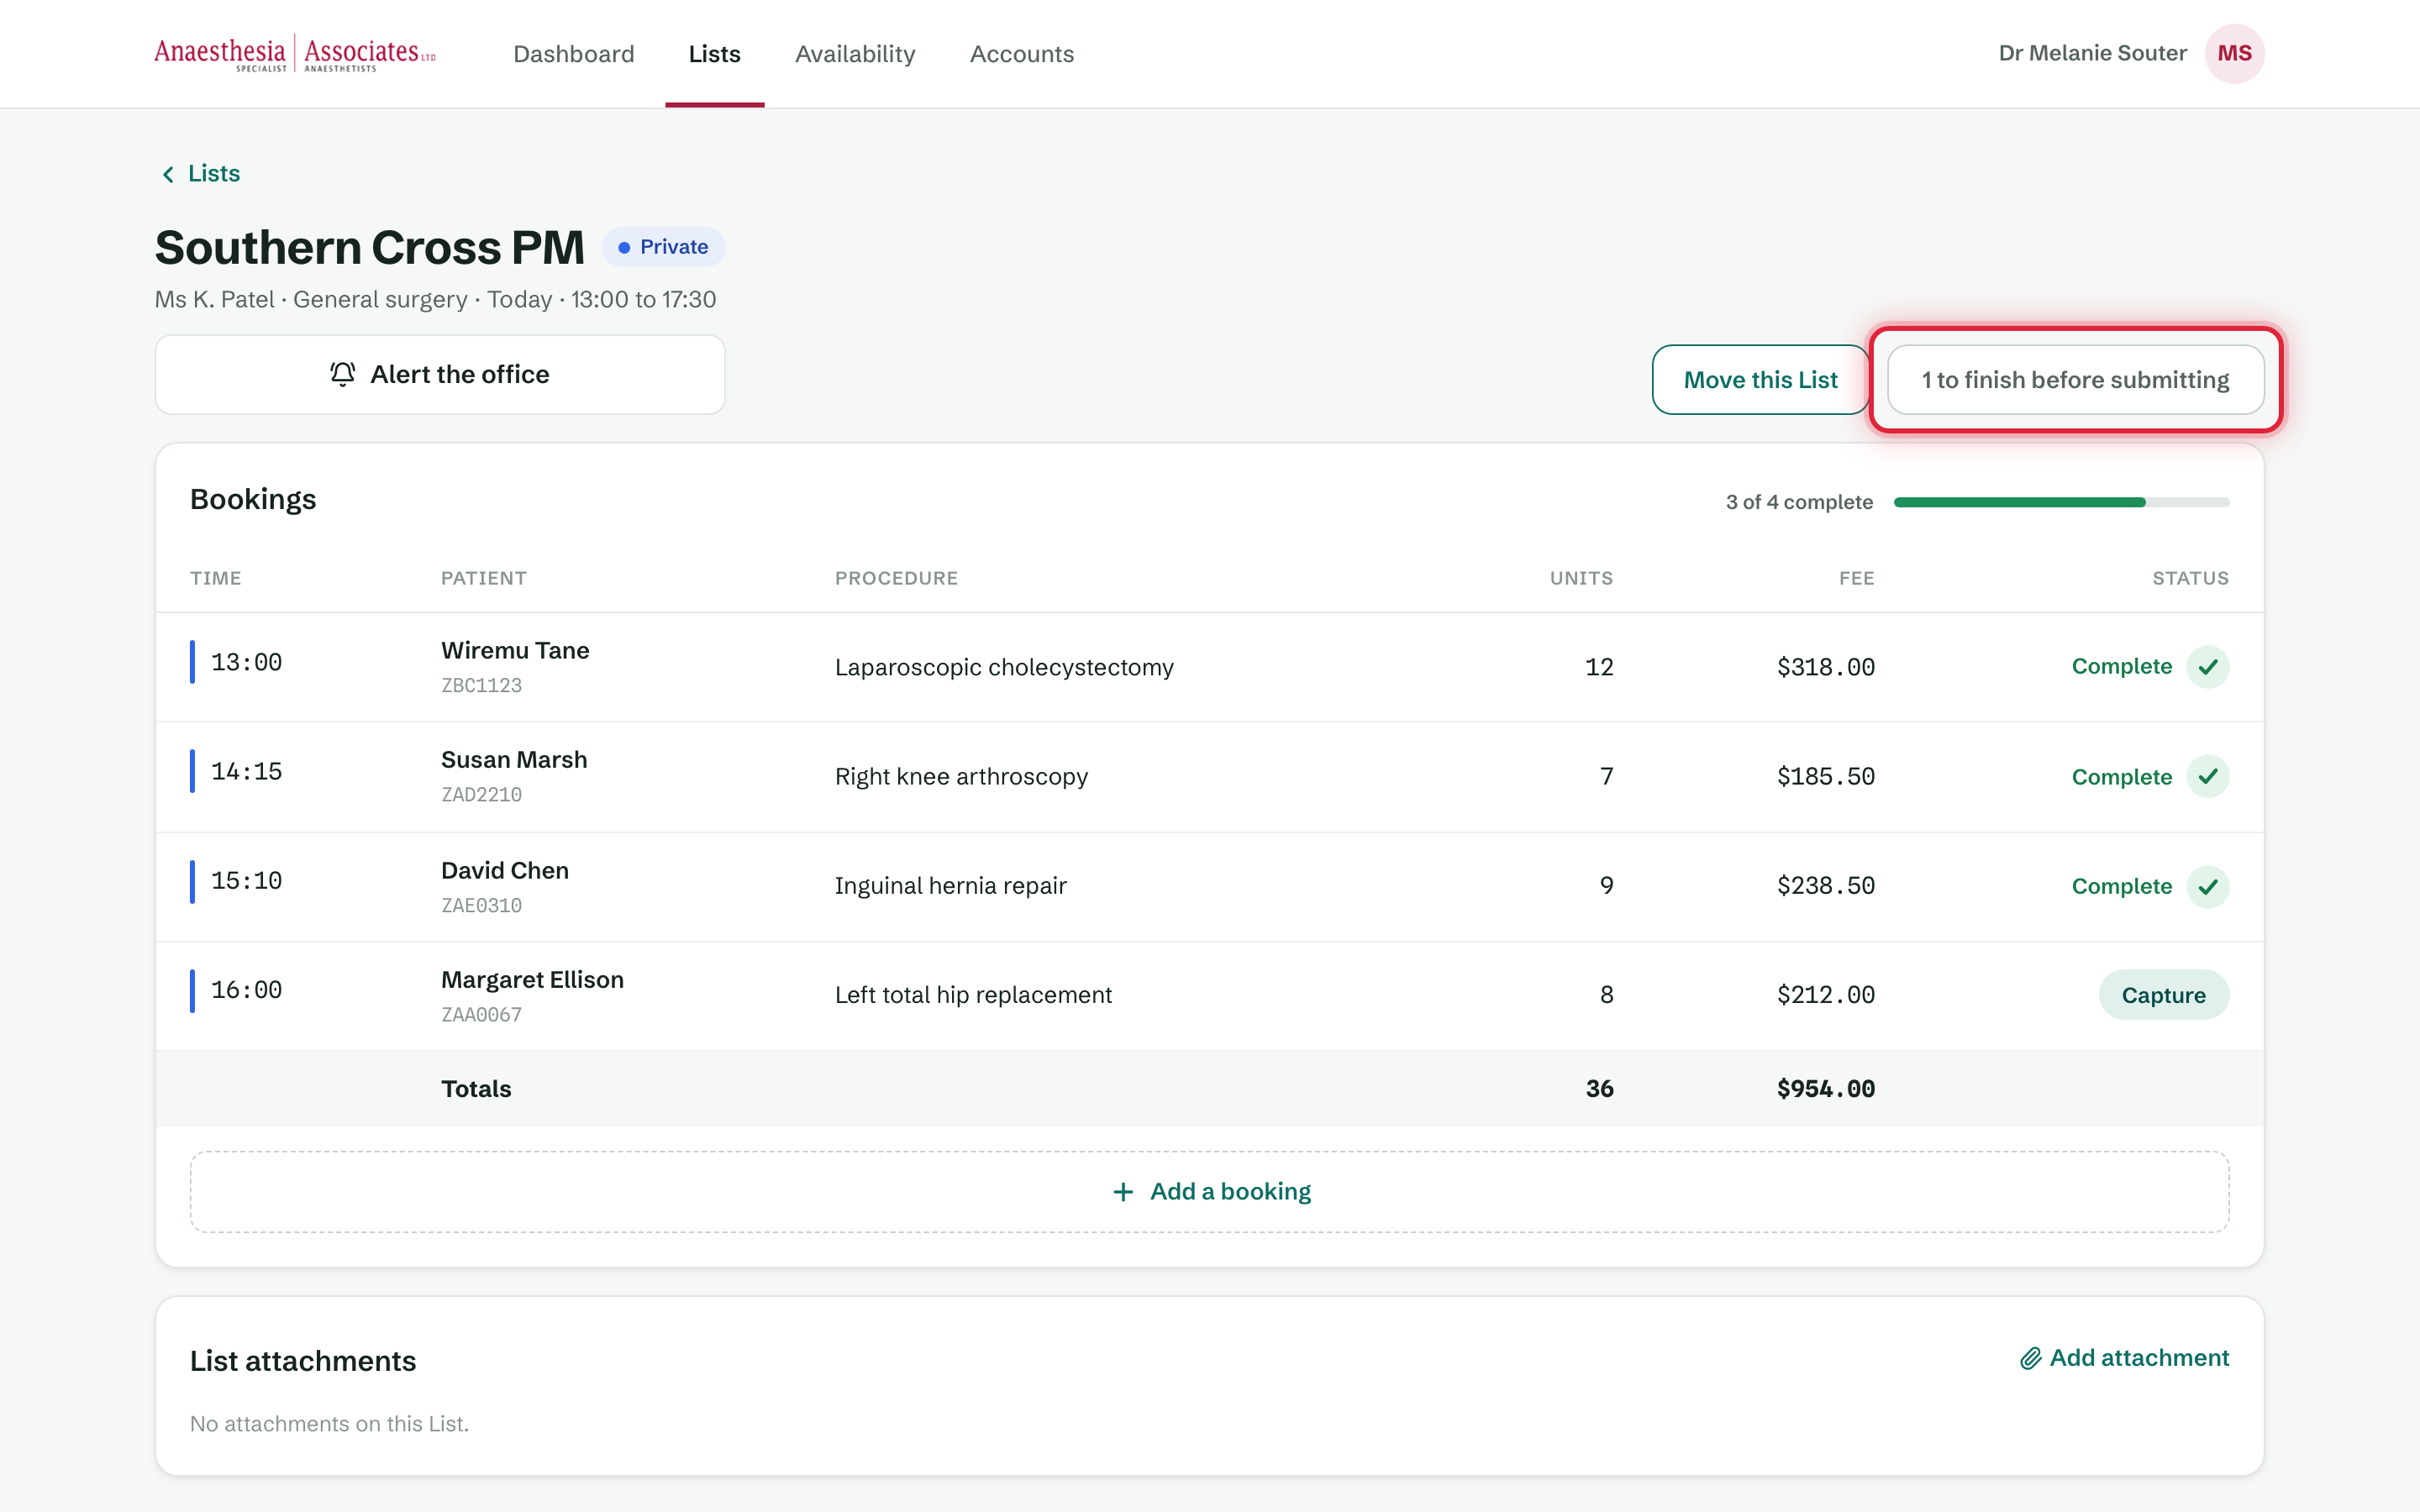 Anaesthesia | Associates LTD
SPECIALIST ANAESTHETISTS
Dashboard
Lists
Availability
Accounts
Dr Melanie Souter
MS
Lists
Southern Cross PM
Private
Ms K. Patel · General surgery · Today · 13:00 to 17:30
Alert the office
Move this List
1 to finish before submitting
Bookings
3 of 4 complete
TIME PATIENT PROCEDURE UNITS FEE STATUS
13:00 Wiremu Tane Laparoscopic cholecystectomy 12 $318.00 Complete
ZBC1123
14:15 Susan Marsh Right knee arthroscopy 7 $185.50 Complete
ZAD2210
15:10 David Chen Inguinal hernia repair 9 $238.50 Complete
ZAE0310
16:00 Margaret Ellison Left total hip replacement 8 $212.00 Capture
ZAA0067
Totals 36 $954.00
+ Add a booking
List attachments
Add attachment
No attachments on this List.